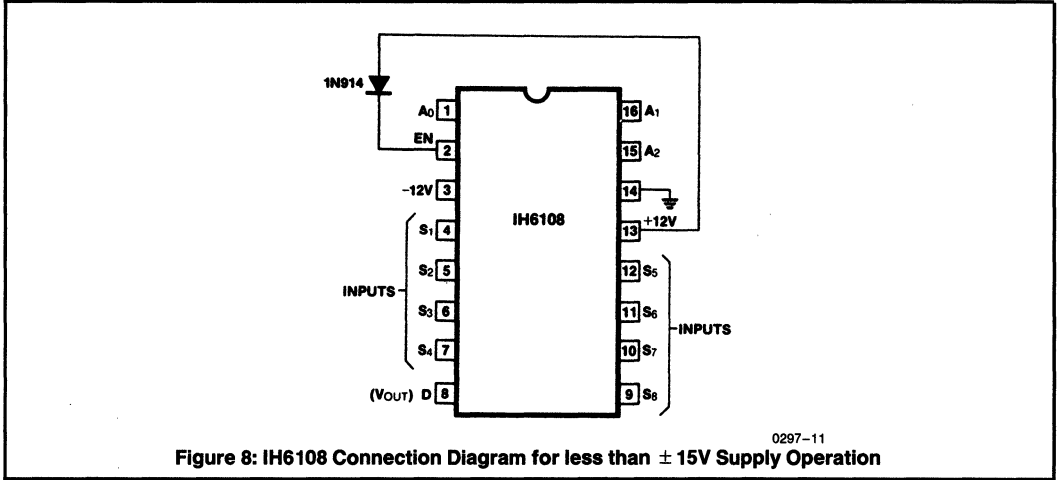 1N914
A0 1
16 A1
EN
2
15 A2
-12V 3
14
IH6108
+12V
13
S1 4
12 S5
S2 5
INPUTS
11 S6
S3 6
INPUTS
10 S7
S4 7
(VOUT) D 8
9 S8
0297-11
Figure 8: IH6108 Connection Diagram for less than ±15V Supply Operation